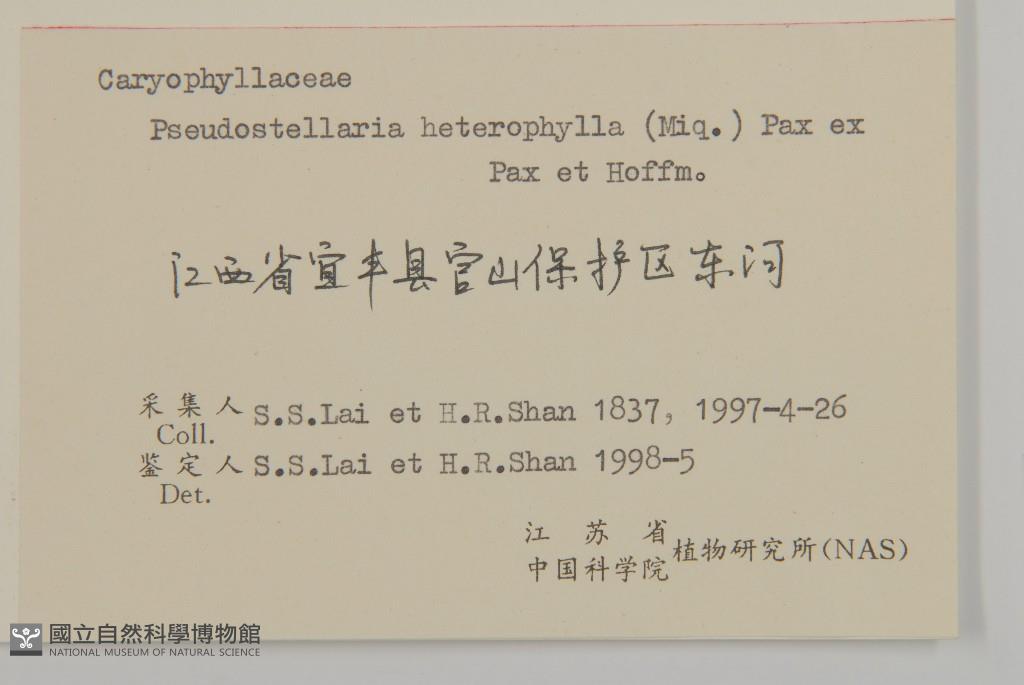 Caryophyllaceae
Pseudostellaria heterophylla (Miq.) Pax ex
Pax et Hoffm.
江西省宜丰县官山保护区东河
采集人 S.S.Lai et H.R.Shan 1837, 1997-4-26
Coll.
鉴定人 S.S.Lai et H.R.Shan 1998-5
Det.
江苏省
中国科学院 植物研究所(NAS)
國立自然科學博物館
NATIONAL MUSEUM OF NATURAL SCIENCE